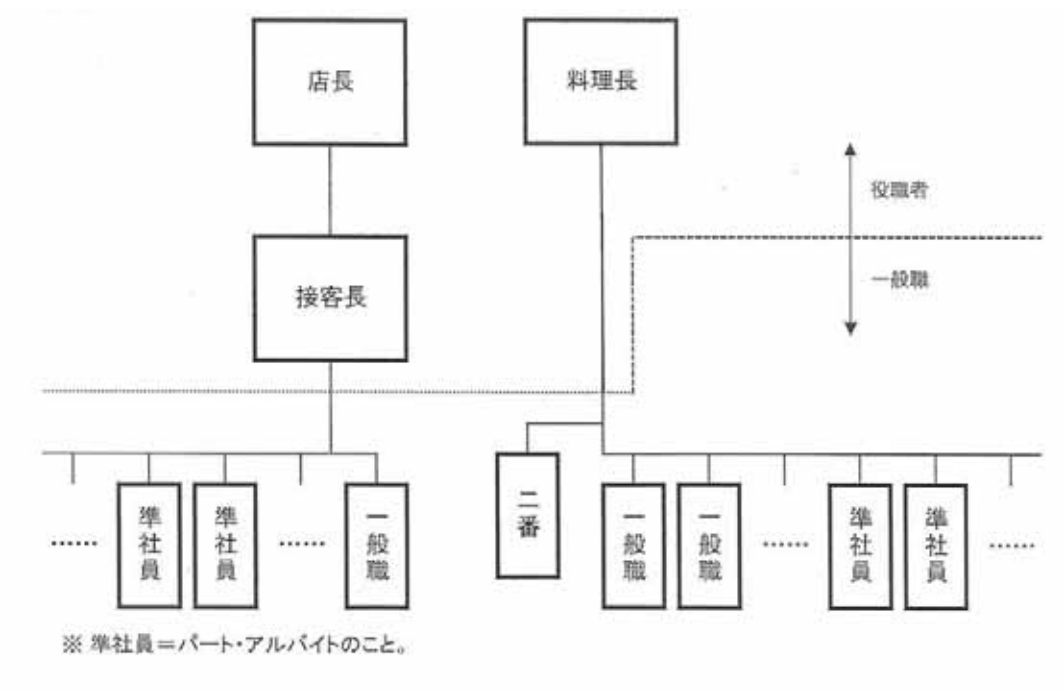 店長
料理長
役職者
接客長
一般職
……
準社員
準社員
……
一般職
二番
一般職
一般職
……
準社員
準社員
……
※ 準社員＝パート・アルバイトのこと。